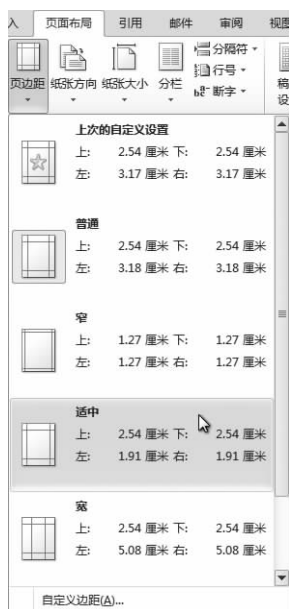 入 页面布局 引用 邮件 审阅 视图
页边距 纸张方向 纸张大小 分栏
分隔符
行号
断字
稿
设
上次的自定义设置
上: 2.54 厘米 下: 2.54 厘米
左: 3.17 厘米 右: 3.17 厘米
普通
上: 2.54 厘米 下: 2.54 厘米
左: 3.18 厘米 右: 3.18 厘米
窄
上: 1.27 厘米 下: 1.27 厘米
左: 1.27 厘米 右: 1.27 厘米
适中
上: 2.54 厘米 下: 2.54 厘米
左: 1.91 厘米 右: 1.91 厘米
宽
上: 2.54 厘米 下: 2.54 厘米
左: 5.08 厘米 右: 5.08 厘米
自定义边距(A)...